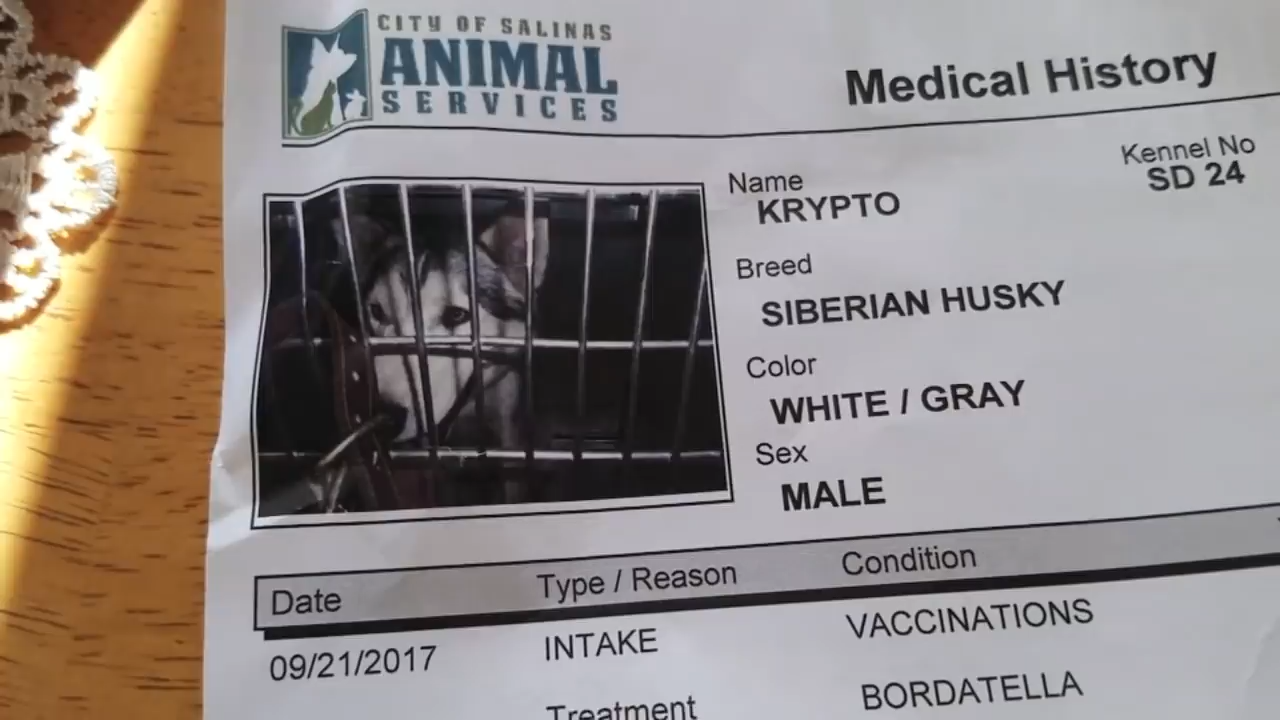 CITY OF SALINAS
ANIMAL
SERVICES
Medical History
Name
KRYPTO
Kennel No
SD 24
Breed
SIBERIAN HUSKY
Color
WHITE / GRAY
Sex
MALE
Date Type / Reason Condition
09/21/2017 INTAKE VACCINATIONS
Treatment BORDATELLA